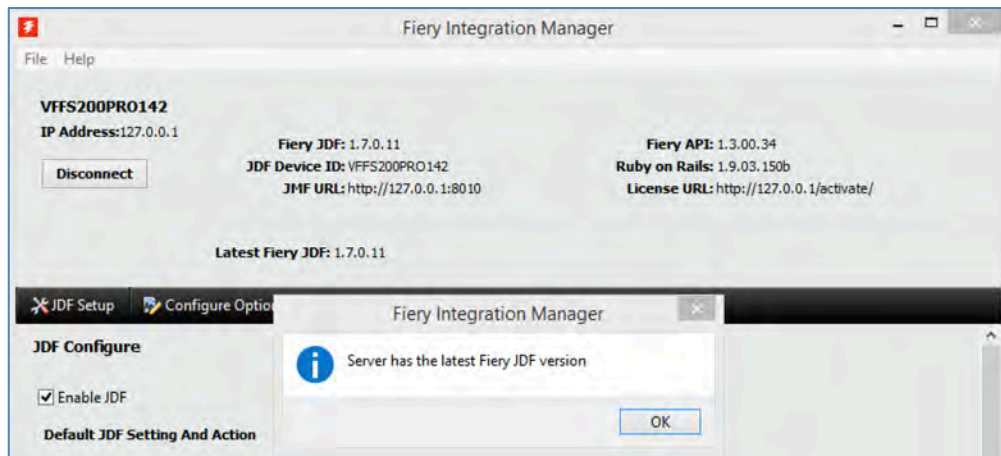 Fiery Integration Manager
File Help
VFFS200PRO142
IP Address:127.0.0.1
Disconnect
Fiery JDF: 1.7.0.11
JDF Device ID: VFFS200PRO142
JMF URL: http://127.0.0.1:8010
Fiery API: 1.3.00.34
Ruby on Rails: 1.9.03.150b
License URL: http://127.0.0.1/activate/
Latest Fiery JDF: 1.7.0.11
JDF Setup Configure Optio
Fiery Integration Manager
Server has the latest Fiery JDF version
OK
JDF Configure
Enable JDF
Default JDF Setting And Action